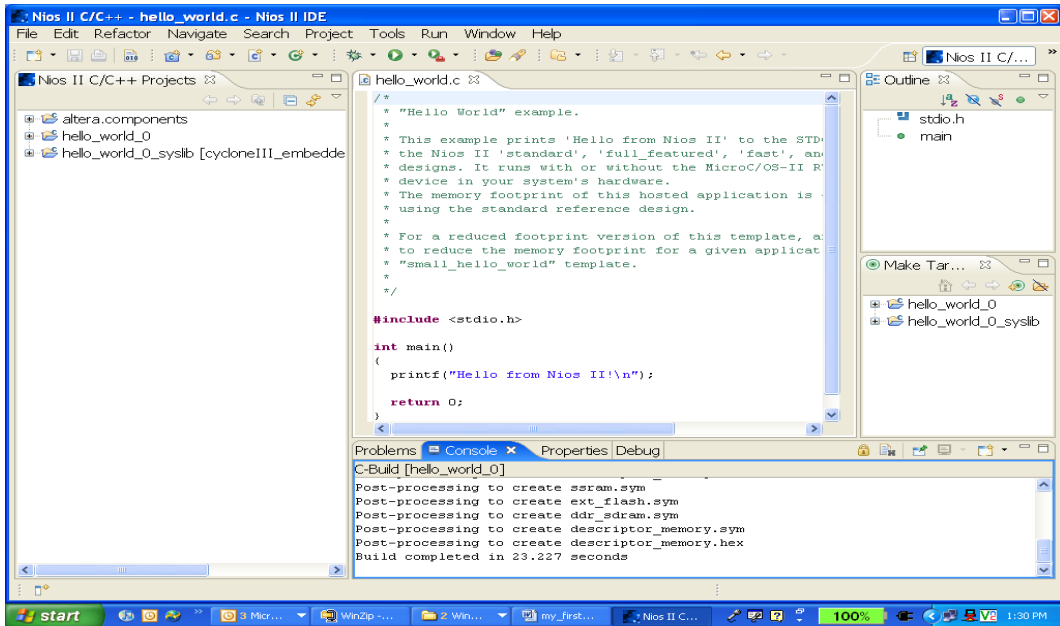 Nios II C/C++ - hello_world.c - Nios II IDE
File Edit Refactor Navigate Search Project Tools Run Window Help
Nios II C/...
»
Nios II C/C++ Projects
altera.components
hello_world_0
hello_world_0_syslib [cycloneIII_embedde
hello_world.c
/*
* "Hello World" example.
*
* This example prints 'Hello from Nios II' to the STD
* the Nios II 'standard', 'full_featured', 'fast', an
* designs. It runs with or without the MicroC/OS-II R
* device in your system's hardware.
* The memory footprint of this hosted application is
* using the standard reference design.
*
* For a reduced footprint version of this template, a
* to reduce the memory footprint for a given applicat
* "small_hello_world" template.
*
*/
#include <stdio.h>
int main()
{
printf("Hello from Nios II!\n");
return 0;
}
Outline
stdio.h
main
Make Tar...
hello_world_0
hello_world_0_syslib
Problems Console Properties Debug
C-Build [hello_world_0]
Post-processing to create ssram.sym
Post-processing to create ext_flash.sym
Post-processing to create ddr_sdram.sym
Post-processing to create descriptor_memory.sym
Post-processing to create descriptor_memory.hex
Build completed in 23.227 seconds
start » 3 Micr... WinZip -... 2 Win... my_first... Nios II C... 100% 1:30 PM